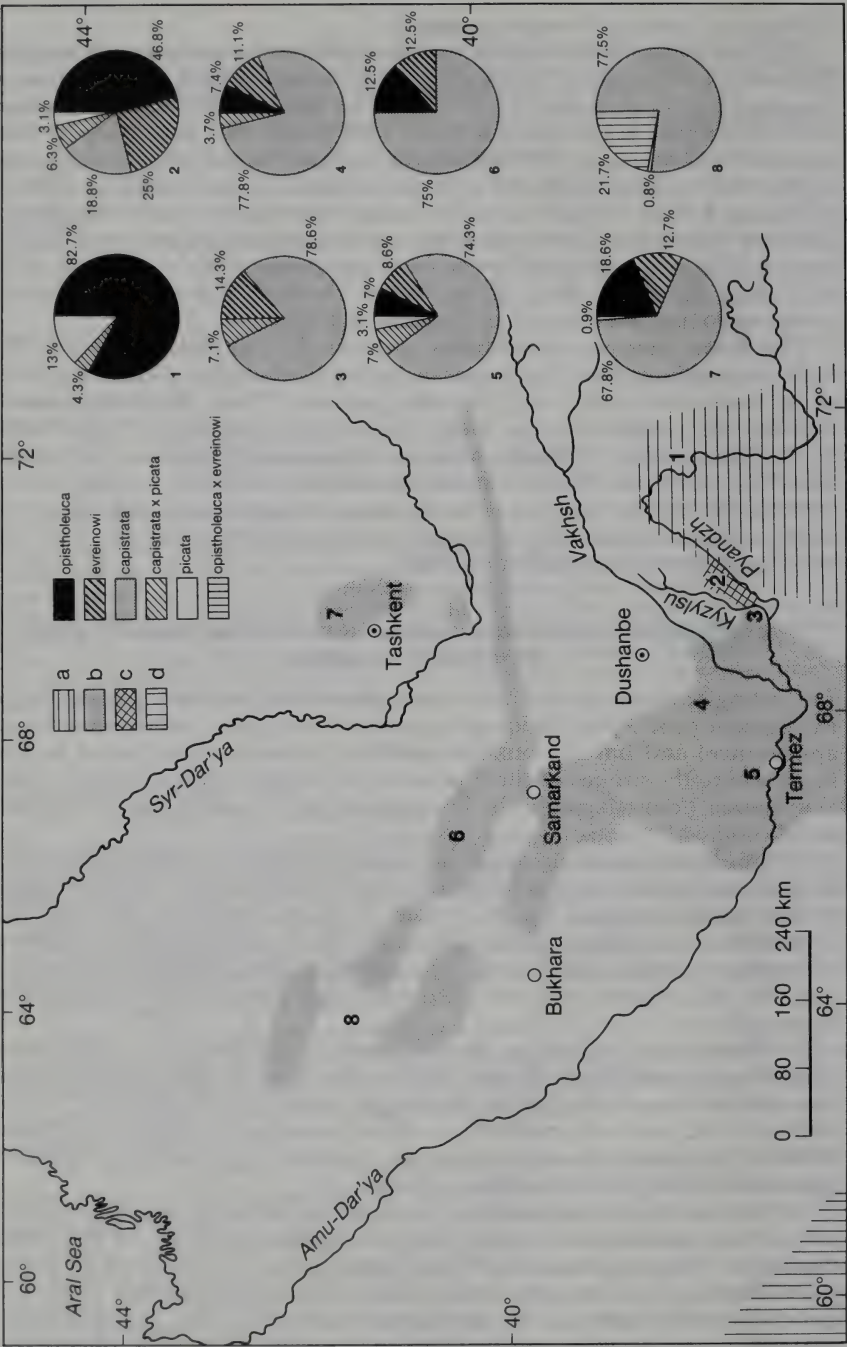 60°
64°
68°
72°
44°
44°
40°
40°
60°
64°
68°
72°
Aral Sea
Syr-Dar'ya
Amu-Dar'ya
Tashkent
Samarkand
Bukhara
Dushanbe
Termez
Vakhsh
Kyzylsu
Pyandzh
1
2
3
4
5
6
7
8
0 80 160 240 km
a
b
c
d
opistholeuca
evreinowi
capistrata
capistrata x picata
picata
opistholeuca x evreinowi
13%
82.7%
4.3%
1
3.1%
6.3%
46.8%
18.8%
25%
2
14.3%
7.1%
78.6%
3
7.4%
11.1%
3.7%
77.8%
4
7%
3.1%
8.6%
7%
74.3%
5
12.5%
12.5%
75%
6
0.9%
18.6%
12.7%
67.8%
7
21.7%
77.5%
0.8%
8